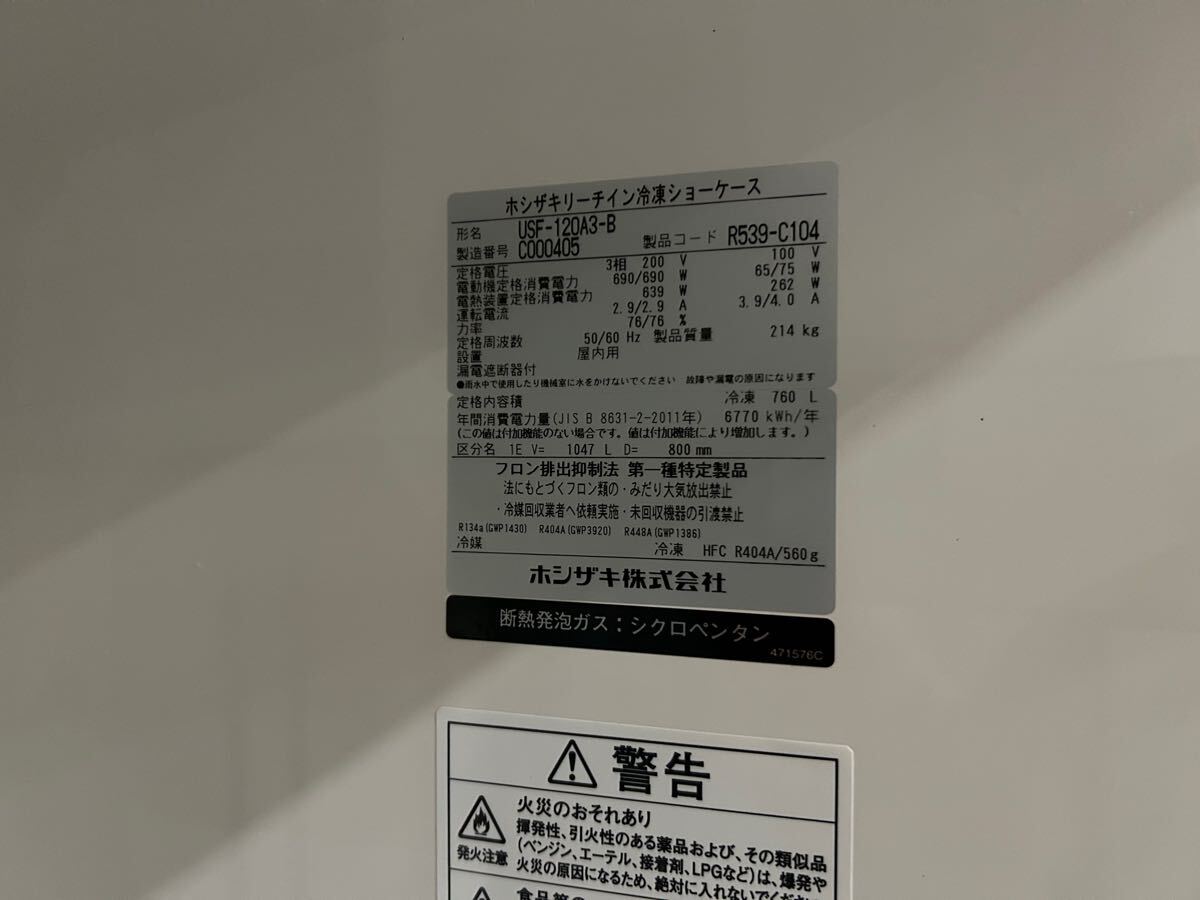 ホシザキリーチイン冷凍ショーケース
形名 USF-120A3-B
製造番号 C000405 製品コード R539-C104
定格電圧 3相 200 V 100 V
電動機定格消費電力 690/690 W 65/75 W
電熱装置定格消費電力 639 W 262 W
運転電流 2.9/2.9 A 3.9/4.0 A
力率 76/76 %
定格周波数 50/60 Hz 製品質量 214 kg
設置 屋内用
漏電遮断器付
●雨水中で使用したり機械室に水をかけないでください 故障や漏電の原因になります
定格内容積 冷凍 760 L
年間消費電力量(JIS B 8631-2-2011年) 6770 kWh/年
(この値は付加機能のない場合です。値は付加機能により増加します。)
区分名 1E V= 1047 L D= 800 mm
フロン排出抑制法 第一種特定製品
法にもとづくフロン類の・みだり大気放出禁止
・冷媒回収業者へ依頼実施・未回収機器の引渡禁止
R134a(GWP1430) R404A(GWP3920) R448A(GWP1386)
冷媒 冷凍 HFC R404A/560g
ホシザキ株式会社
断熱発泡ガス：シクロペンタン
471576C
警告
火災のおそれあり
揮発性、引火性のある薬品および、その類似品
(ベンジン、エーテル、接着剤、LPGなど)は、爆発や
発火注意 火災の原因になるため、絶対に入れないでくださ